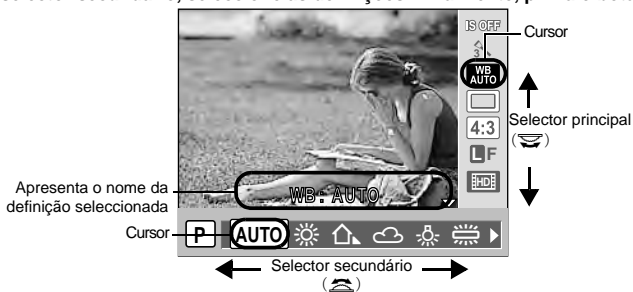 IS OFF
Cursor
WB
AUTO
4:3
Selector principal
L F
HD
Apresenta o nome da
definição seleccionada
WB: AUTO
Cursor
P
AUTO
Selector secundário